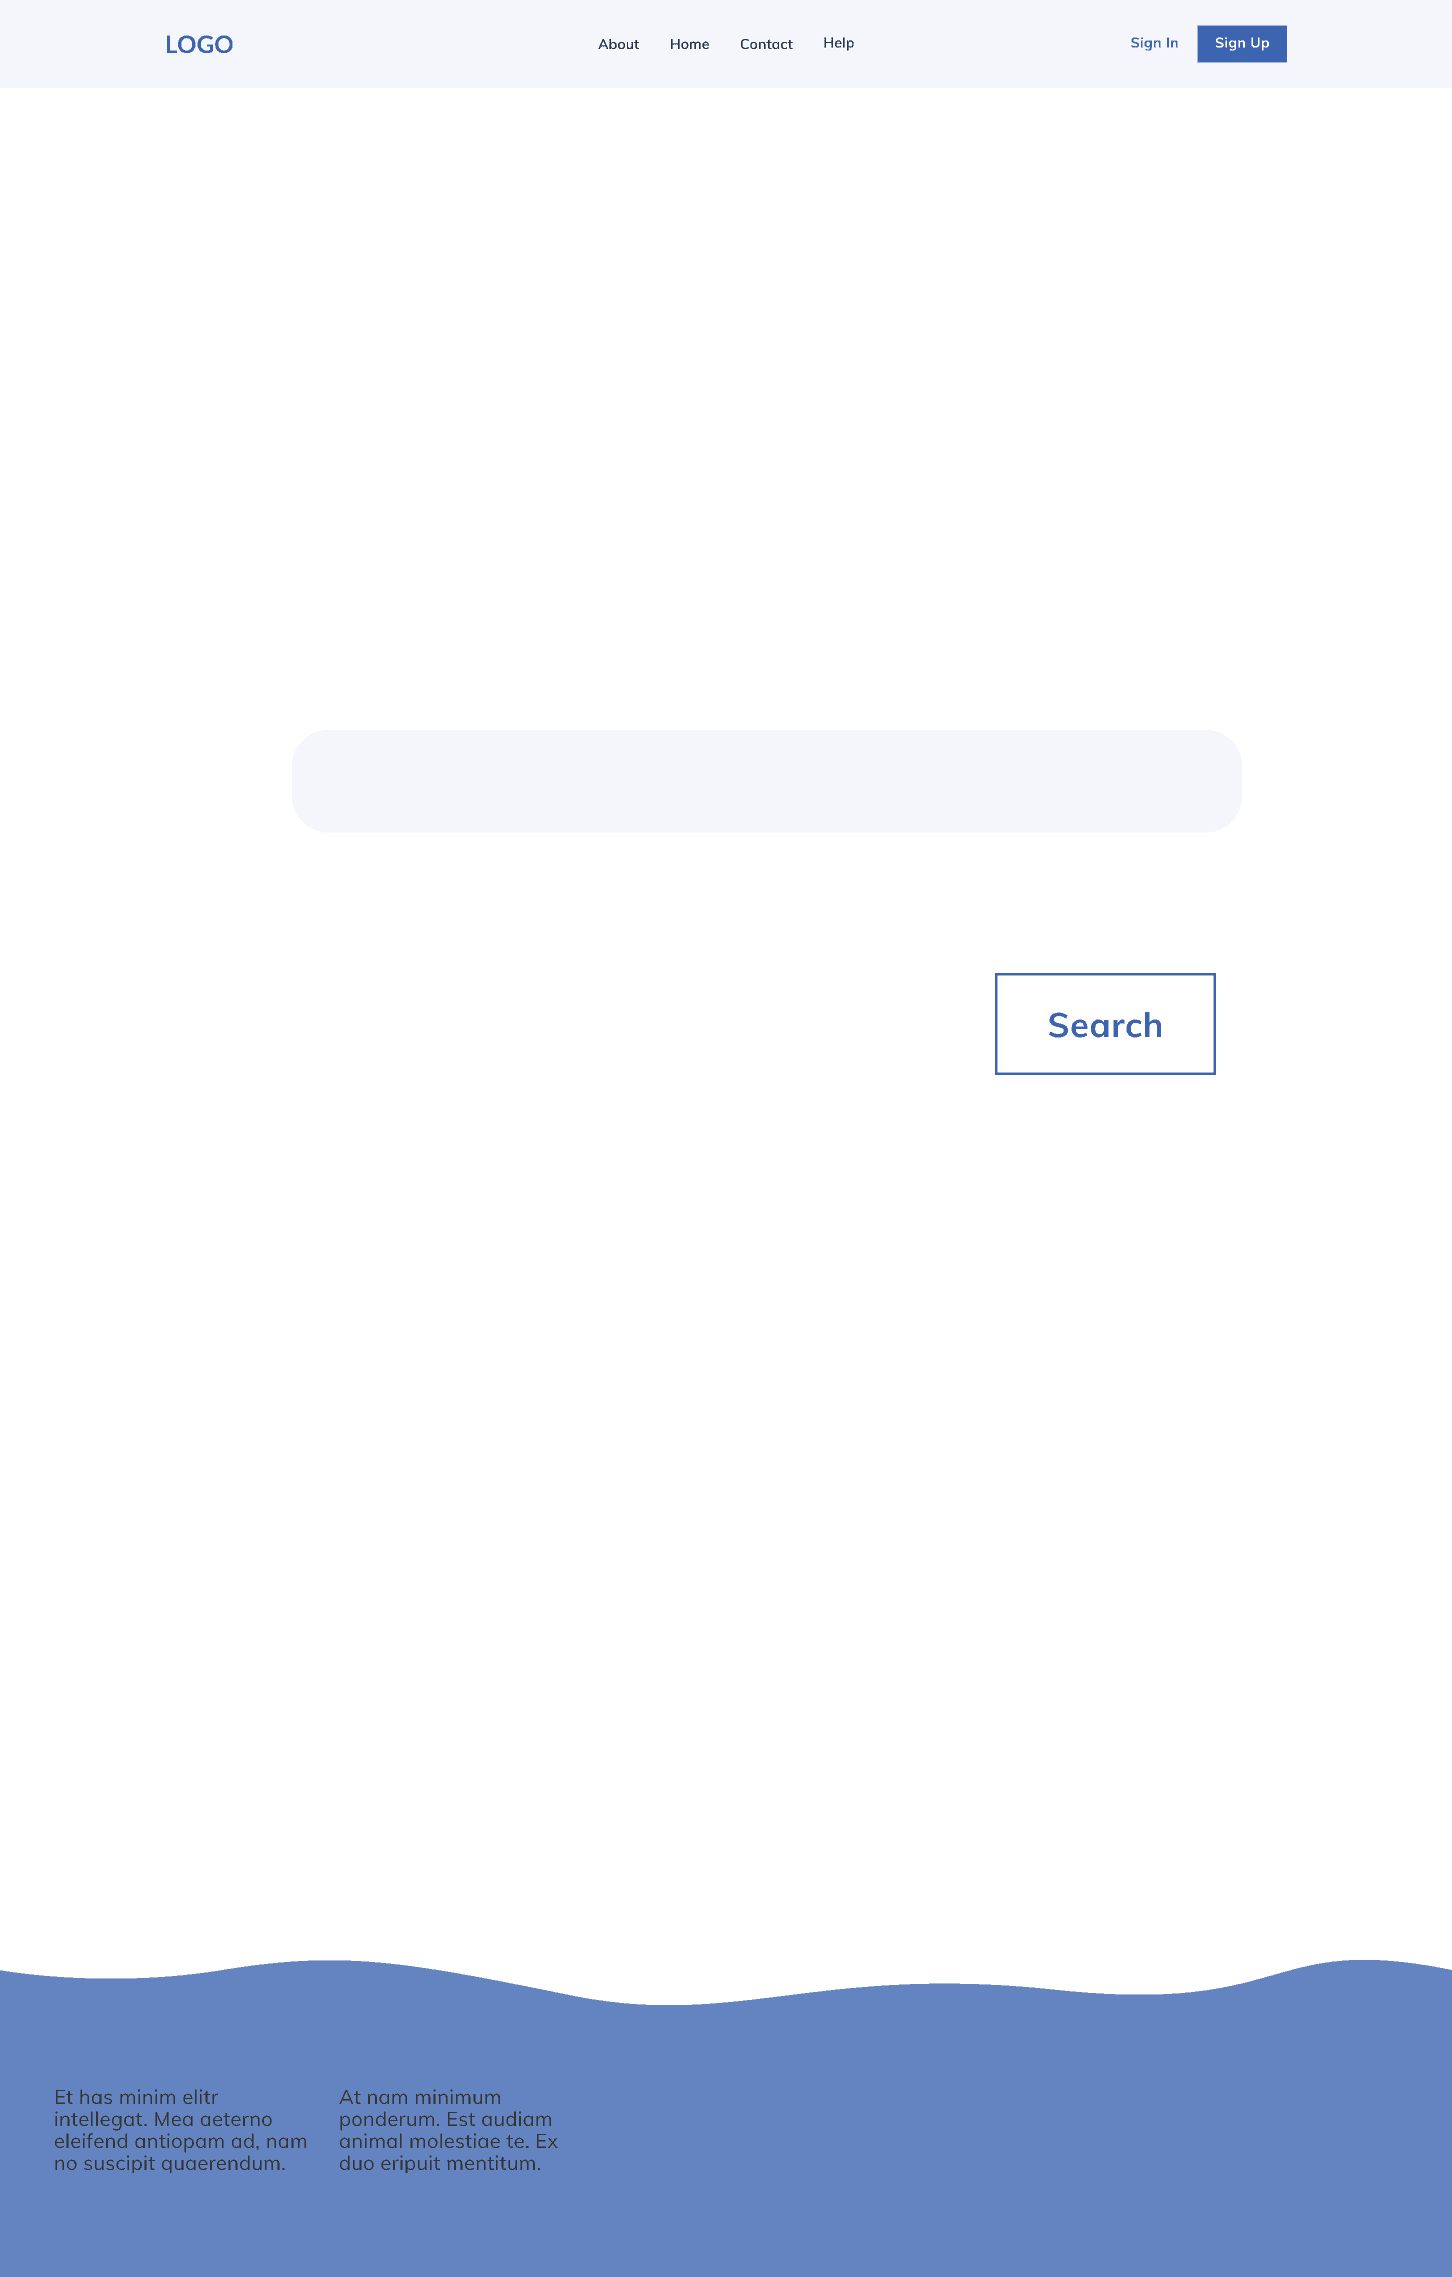 LOGO
About Home Contact Help
Sign In Sign Up
Search
Et has minim elitr
intellegat. Mea aeterno
eleifend antiopam ad, nam
no suscipit quaerendum.
At nam minimum
ponderum. Est audiam
animal molestiae te. Ex
duo eripuit mentitum.